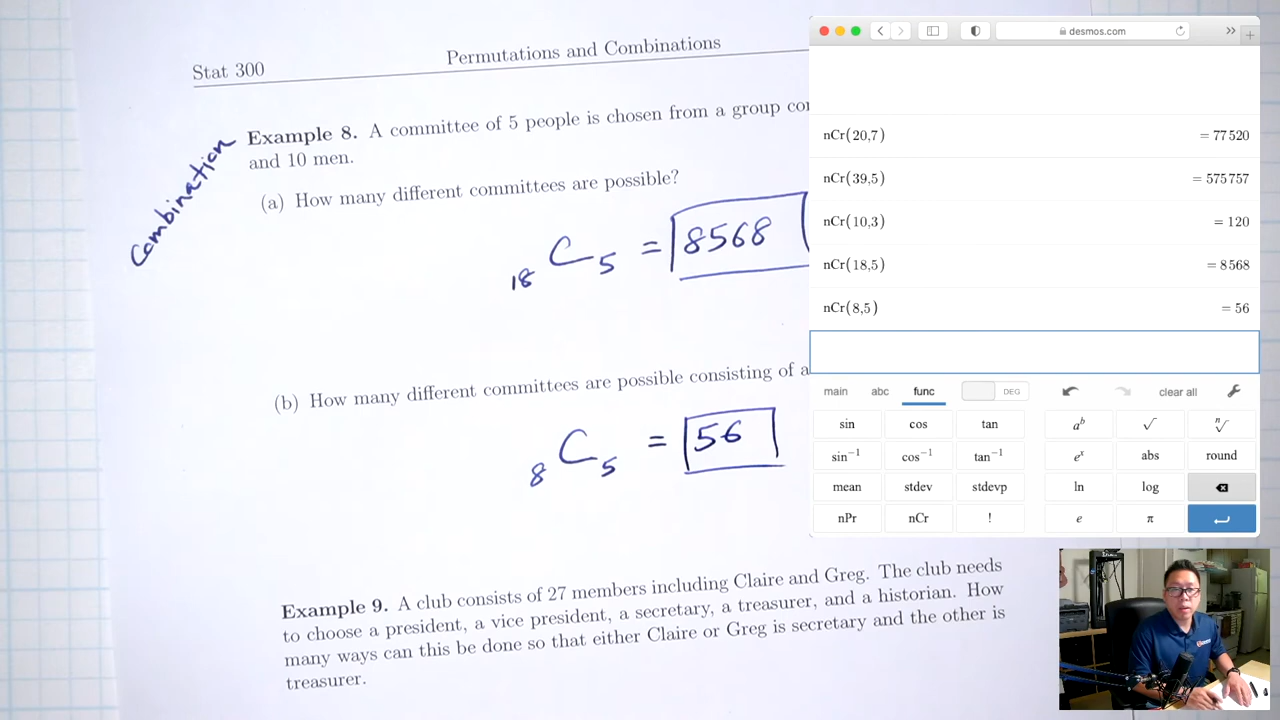 Stat 300
Permutations and Combinations
Combination
Example 8. A committee of 5 people is chosen from a group
and 10 men.
(a) How many different committees are possible?
18 C 5 = 8568
(b) How many different committees are possible consisting of
8 C 5 = 56
Example 9. A club consists of 27 members including Claire and Greg. The club needs
to choose a president, a vice president, a secretary, a treasurer, and a historian. How
many ways can this be done so that either Claire or Greg is secretary and the other is
treasurer.
desmos.com
nCr(20,7) = 77520
nCr(39,5) = 575757
nCr(10,3) = 120
nCr(18,5) = 8568
nCr(8,5) = 56
main abc func DEG clear all
sin cos tan a^b √ ⁿ√
sin⁻¹ cos⁻¹ tan⁻¹ eˣ abs round
mean stdev stdevp ln log
nPr nCr ! e π